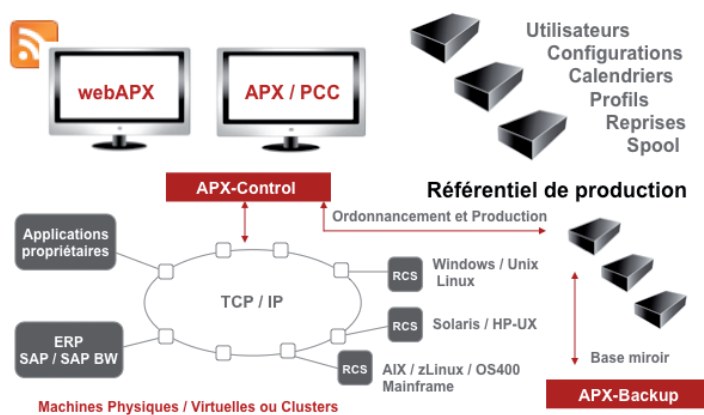 webAPX
APX / PCC
Utilisateurs
Configurations
Calendriers
Profils
Reprises
Spool
APX-Control
Référentiel de production
Ordonnancement et Production
Applications
propriétaires
TCP / IP
RCS
Windows / Unix
Linux
RCS
Solaris / HP-UX
ERP
SAP / SAP BW
RCS
AIX / zLinux / OS400
Mainframe
Base miroir
APX-Backup
Machines Physiques / Virtuelles ou Clusters